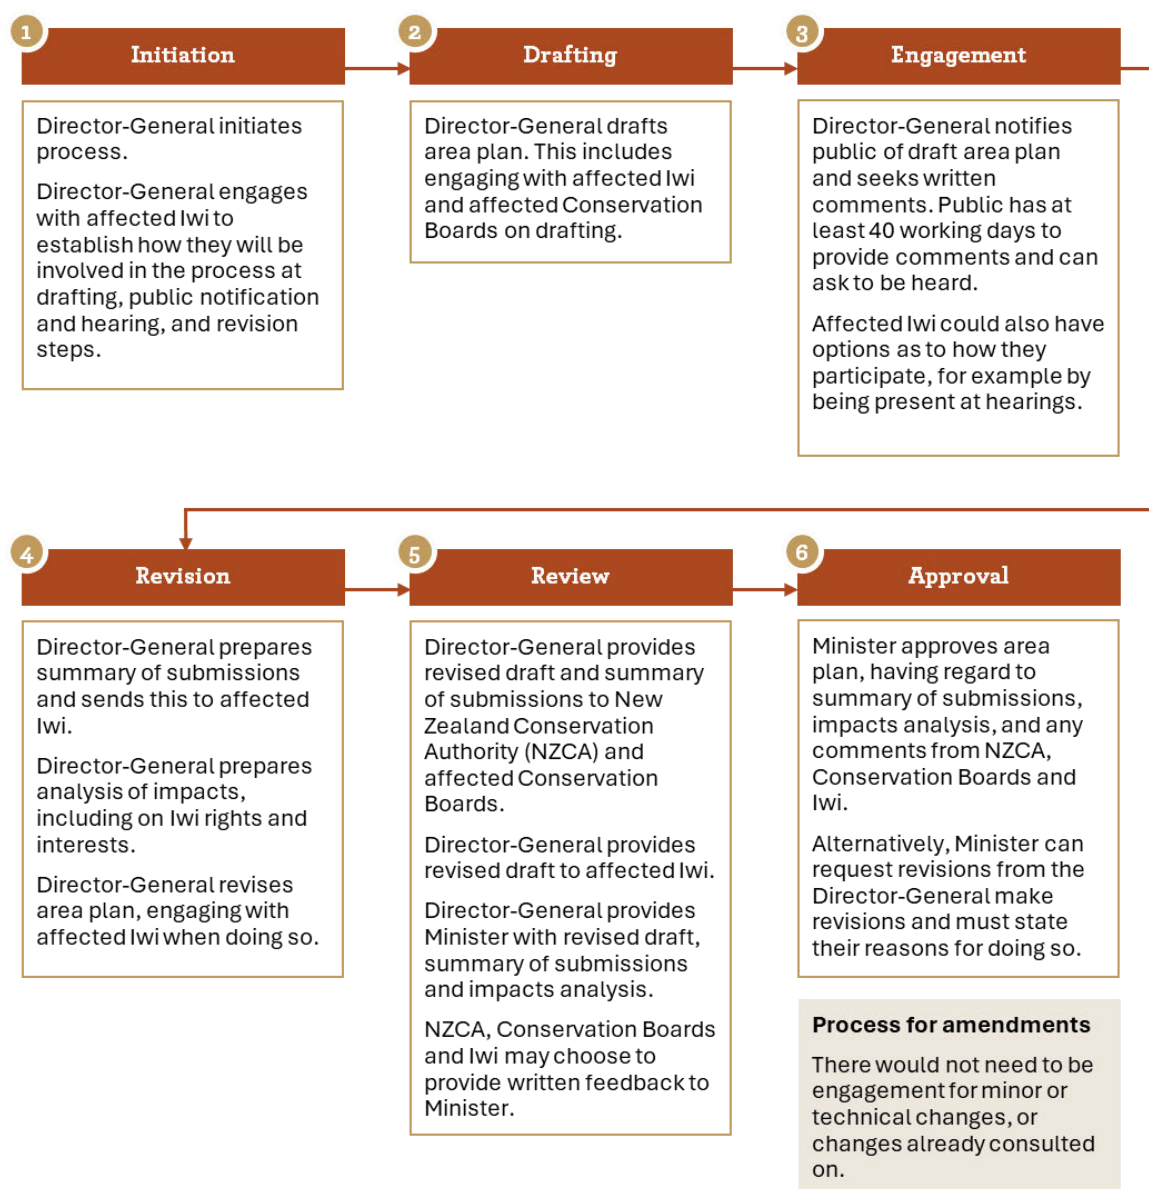 1
Initiation
Director-General initiates
process.
Director-General engages
with affected Iwi to
establish how they will be
involved in the process at
drafting, public notification
and hearing, and revision
steps.
2
Drafting
Director-General drafts
area plan. This includes
engaging with affected Iwi
and affected Conservation
Boards on drafting.
3
Engagement
Director-General notifies
public of draft area plan
and seeks written
comments. Public has at
least 40 working days to
provide comments and can
ask to be heard.
Affected Iwi could also have
options as to how they
participate, for example by
being present at hearings.
4
Revision
Director-General prepares
summary of submissions
and sends this to affected
Iwi.
Director-General prepares
analysis of impacts,
including on Iwi rights and
interests.
Director-General revises
area plan, engaging with
affected Iwi when doing so.
5
Review
Director-General provides
revised draft and summary
of submissions to New
Zealand Conservation
Authority (NZCA) and
affected Conservation
Boards.
Director-General provides
revised draft to affected Iwi.
Director-General provides
Minister with revised draft,
summary of submissions
and impacts analysis.
NZCA, Conservation Boards
and Iwi may choose to
provide written feedback to
Minister.
6
Approval
Minister approves area
plan, having regard to
summary of submissions,
impacts analysis, and any
comments from NZCA,
Conservation Boards and
Iwi.
Alternatively, Minister can
request revisions from the
Director-General make
revisions and must state
their reasons for doing so.
Process for amendments
There would not need to be
engagement for minor or
technical changes, or
changes already consulted
on.